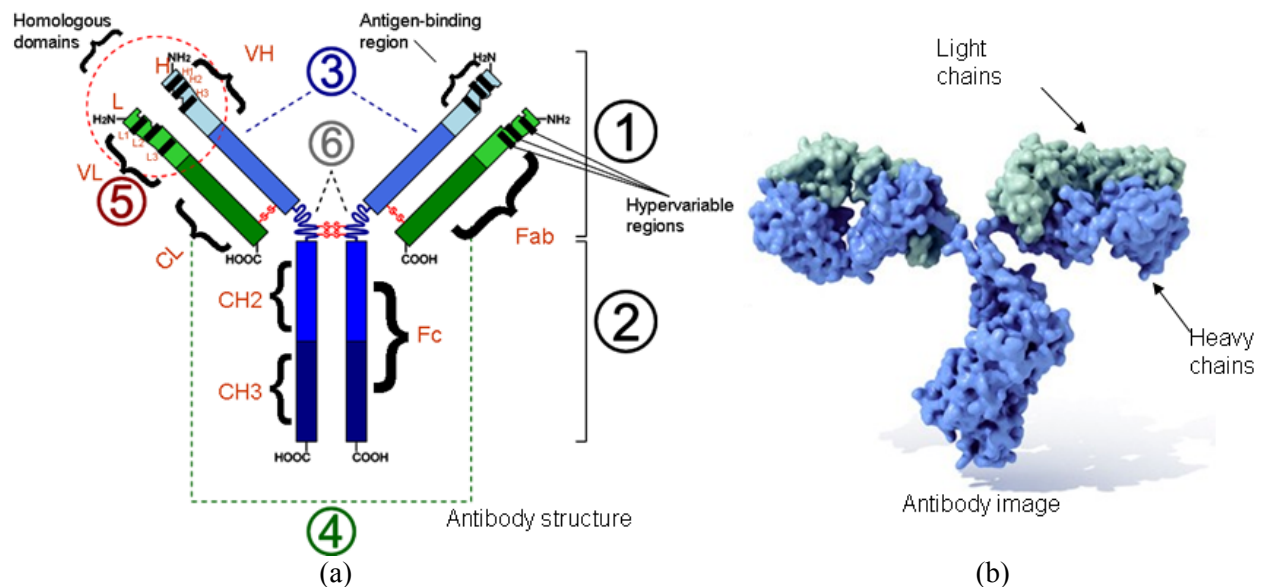 Homologous
domains
NH2
VH
H
H1
H2
H3
L
H2N
L1
L2
L3
VL
⑤
CL
HOOC
③
⑥
Antigen-binding
region
H2N
NH2
①
Hypervariable
regions
Fab
COOH
S-S
S-S
S-S
S-S
CH2
CH3
Fc
②
HOOC
COOH
④
Antibody structure
(a)
Light
chains
Heavy
chains
Antibody image
(b)